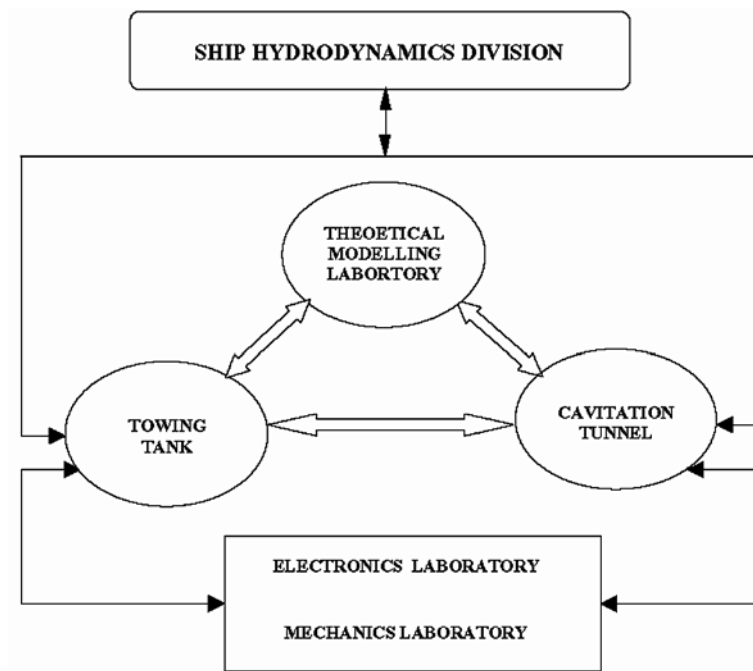 SHIP HYDRODYNAMICS DIVISION
THEOETICAL
MODELLING
LABORTORY
TOWING
TANK
CAVITATION
TUNNEL
ELECTRONICS LABORATORY
MECHANICS LABORATORY